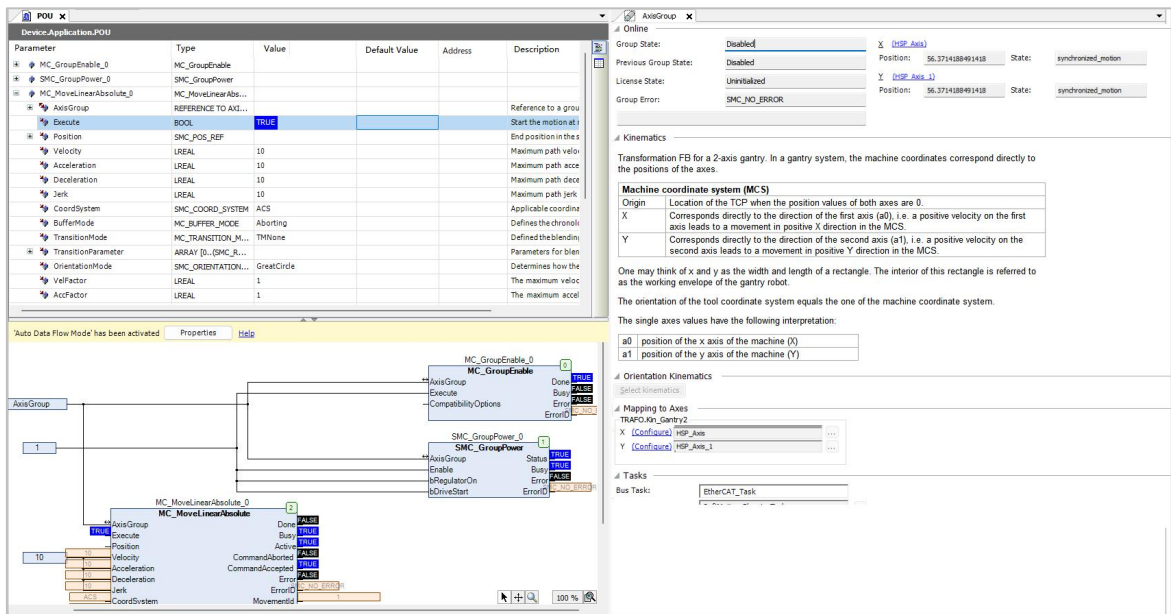 POU
Device.Application.POU
Parameter Type Value Default Value Address Description
MC_GroupEnable_0 MC_GroupEnable
SMC_GroupPower_0 SMC_GroupPower
MC_MoveLinearAbsolute_0 MC_MoveLinearAbs...
AxisGroup REFERENCE TO AXI... Reference to a grou
Execute BOOL TRUE Start the motion at
Position SMC_POS_REF End position in the s
Velocity LREAL 10 Maximum path velo
Acceleration LREAL 10 Maximum path acce
Deceleration LREAL 10 Maximum path dece
Jerk LREAL 10 Maximum path jerk
CoordSystem SMC_COORD_SYSTEM ACS Applicable coordina
BufferMode MC_BUFFER_MODE Aborting Defines the chronolo
TransitionMode MC_TRANSITION_M... TMNone Defined the blending
TransitionParameter ARRAY [0..(SMC_R... Parameters for blen
OrientationMode SMC_ORIENTATION... GreatCircle Determines how the
VelFactor LREAL 1 The maximum veloc
AccFactor LREAL 1 The maximum accel
'Auto Data Flow Mode' has been activated Properties Help
MC_GroupEnable_0
MC_GroupEnable 0
AxisGroup Done TRUE
Execute Busy FALSE
CompatibilityOptions Error FALSE
ErrorID
AxisGroup
1
SMC_GroupPower_0
SMC_GroupPower 1
AxisGroup Status TRUE
Enable Busy TRUE
bRegulatorOn Error FALSE
bDriveStart ErrorID SMC_NO_ERROR
MC_MoveLinearAbsolute_0
MC_MoveLinearAbsolute 2
AxisGroup Done FALSE
TRUE Execute Busy TRUE
Position Active TRUE
10 10 Velocity CommandAborted FALSE
10 Acceleration CommandAccepted TRUE
10 Deceleration Error FALSE
10 Jerk ErrorID SMC_NO_ERROR
ACS CoordSystem MovementId 1
100 %
AxisGroup
Online
Group State: Disabled
Previous Group State: Disabled
License State: Uninitialized
Group Error: SMC_NO_ERROR
X (HSP_Axis)
Position: 56.3714188491418 State: synchronized_motion
Y (HSP_Axis_1)
Position: 56.3714188491418 State: synchronized_motion
Kinematics
Transformation FB for a 2-axis gantry. In a gantry system, the machine coordinates correspond directly to
the positions of the axes.
Machine coordinate system (MCS)
Origin Location of the TCP when the position values of both axes are 0.
X Corresponds directly to the direction of the first axis (a0), i.e. a positive velocity on the first
axis leads to a movement in positive X direction in the MCS.
Y Corresponds directly to the direction of the second axis (a1), i.e. a positive velocity on the
second axis leads to a movement in positive Y direction in the MCS.
One may think of x and y as the width and length of a rectangle. The interior of this rectangle is referred to
as the working envelope of the gantry robot.
The orientation of the tool coordinate system equals the one of the machine coordinate system.
The single axes values have the following interpretation:
a0 position of the x axis of the machine (X)
a1 position of the y axis of the machine (Y)
Orientation Kinematics
Select kinematics
Mapping to Axes
TRAFO.Kin_Gantry2
X (Configure) HSP_Axis ...
Y (Configure) HSP_Axis_1 ...
Tasks
Bus Task: EtherCAT_Task